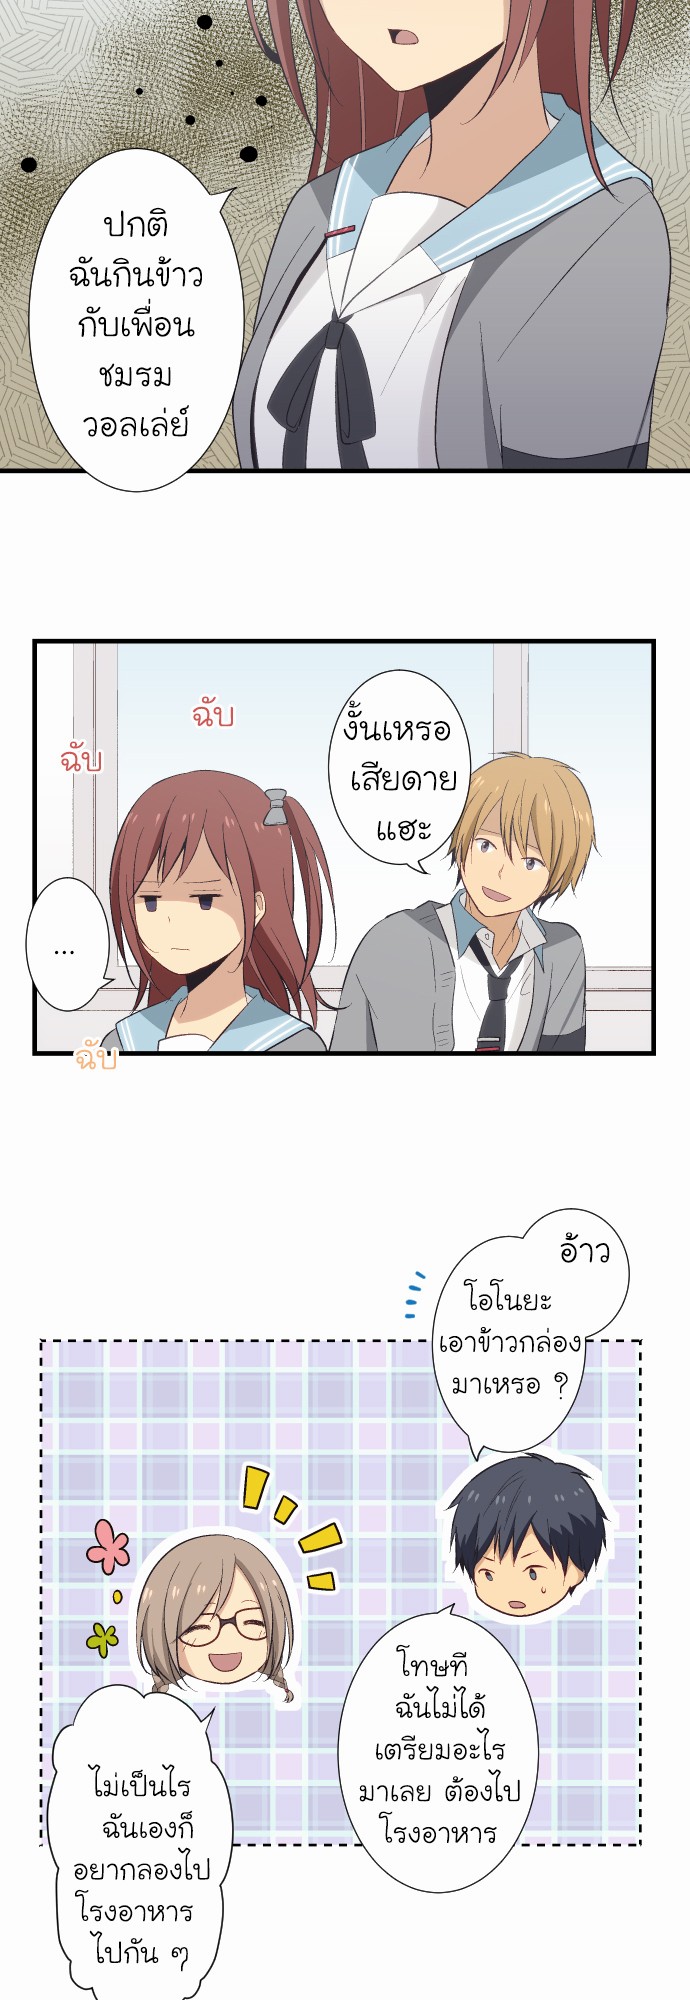 ปกติ
ฉันกินข้าว
กับเพื่อน
ชมรม
วอลเล่ย์
ฉับ
ฉับ
งั้นเหรอ
เสียดาย
แฮะ
...
ฉับ
อ้าว
โอโนยะ
เอาข้าวกล่อง
มาเหรอ ?
โทษที
ฉันไม่ได้
เตรียมอะไร
มาเลย ต้องไป
โรงอาหาร
ไม่เป็นไร
ฉันเองก็
อยากลองไป
โรงอาหาร
ไปกัน ๆ